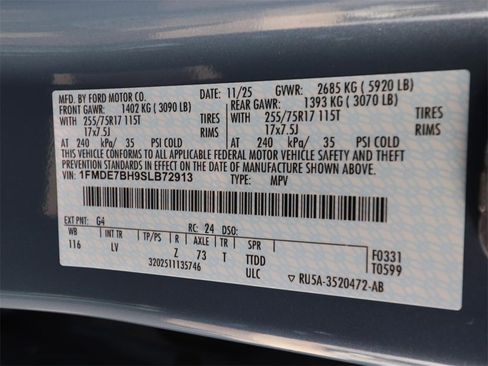 MFD. BY FORD MOTOR CO. DATE: 11/25 GVWR: 2685 KG ( 5920 LB)
FRONT GAWR: 1402 KG ( 3090 LB) REAR GAWR: 1393 KG ( 3070 LB)
WITH 255/75R17 115T TIRES WITH 255/75R17 115T TIRES
17x7.5J RIMS 17x7.5J RIMS
AT 240 kPa/ 35 PSI COLD AT 240 kPa/ 35 PSI COLD
THIS VEHICLE CONFORMS TO ALL APPLICABLE FEDERAL MOTOR VEHICLE SAFETY AND THEFT
PREVENTION STANDARDS IN EFFECT ON THE DATE OF MANUFACTURE SHOWN ABOVE.
VIN: 1FMDE7BH9SLB72913 TYPE: MPV
EXT PNT: G4 RC: 24 DSO:
WB INT TR TP/PS R AXLE TR SPR
116 LV Z 73 T TTDD
3202511135746 ULC
F0331
T0599
▽ RU5A-3520472-AB